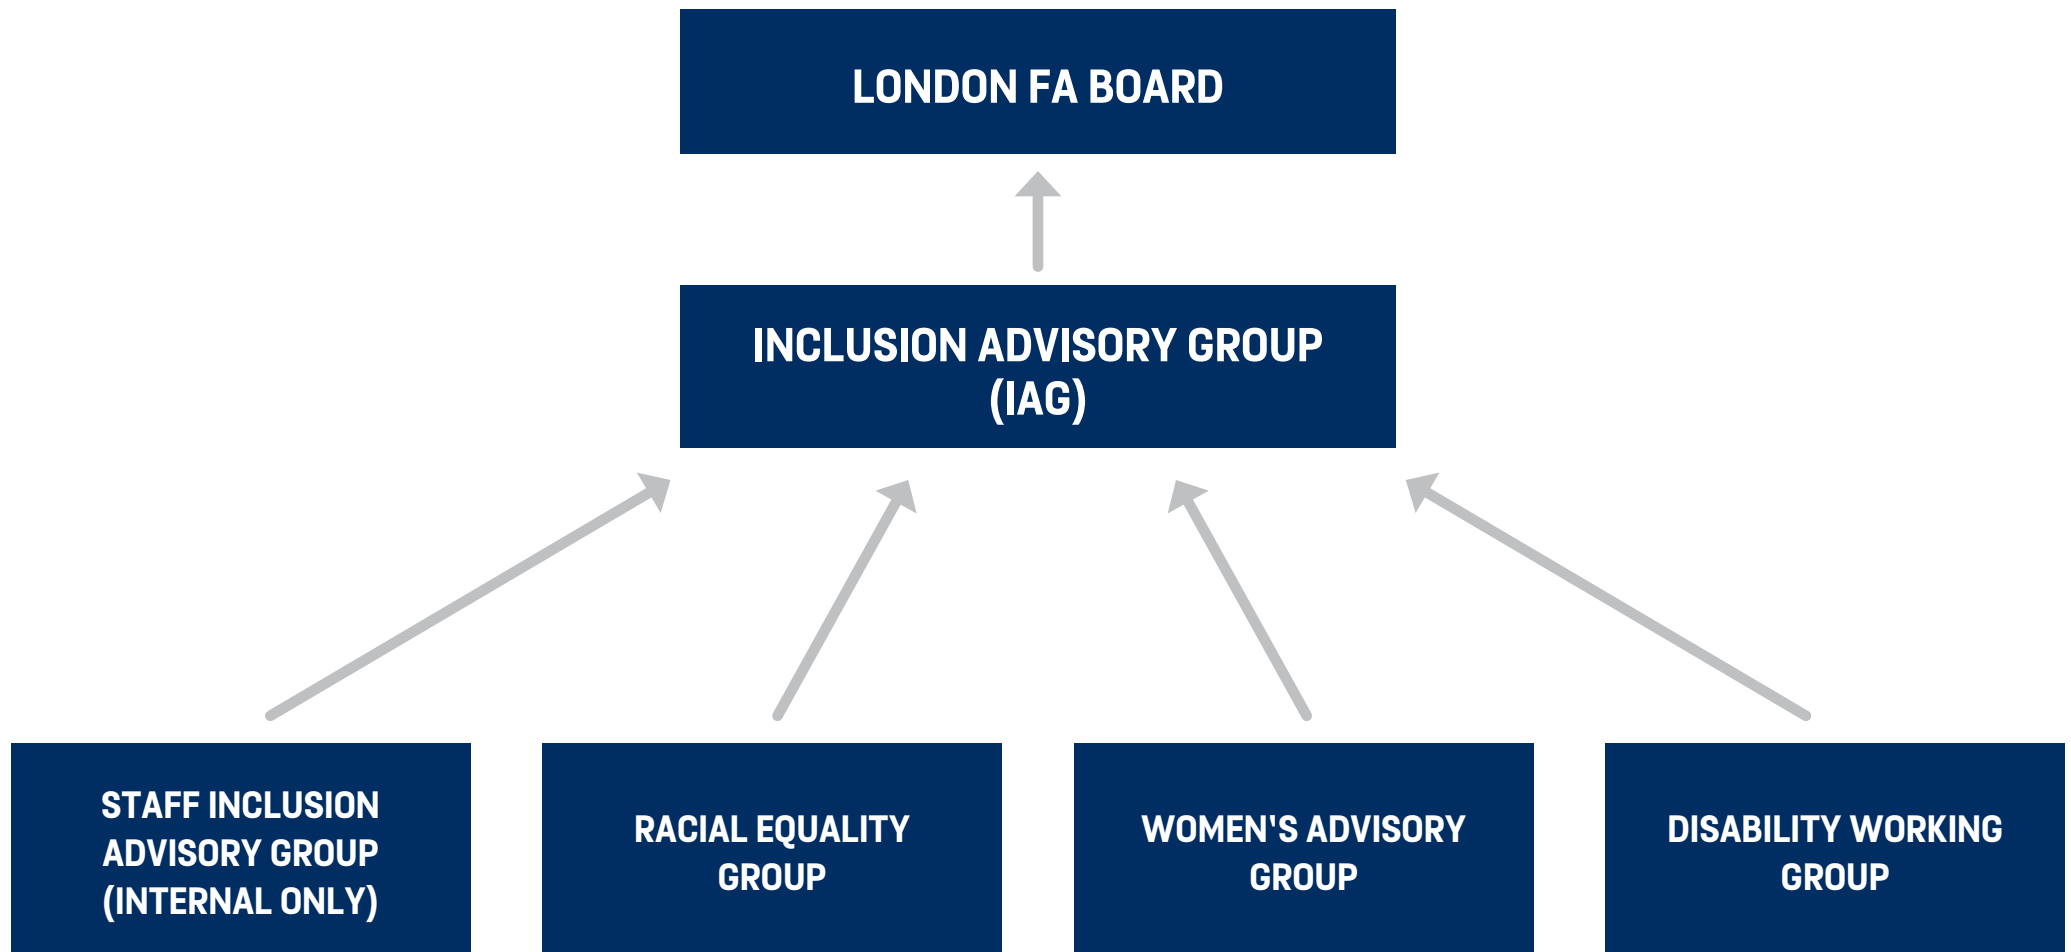 LONDON FA BOARD
INCLUSION ADVISORY GROUP
(IAG)
STAFF INCLUSION
ADVISORY GROUP
(INTERNAL ONLY)
RACIAL EQUALITY
GROUP
WOMEN'S ADVISORY
GROUP
DISABILITY WORKING
GROUP